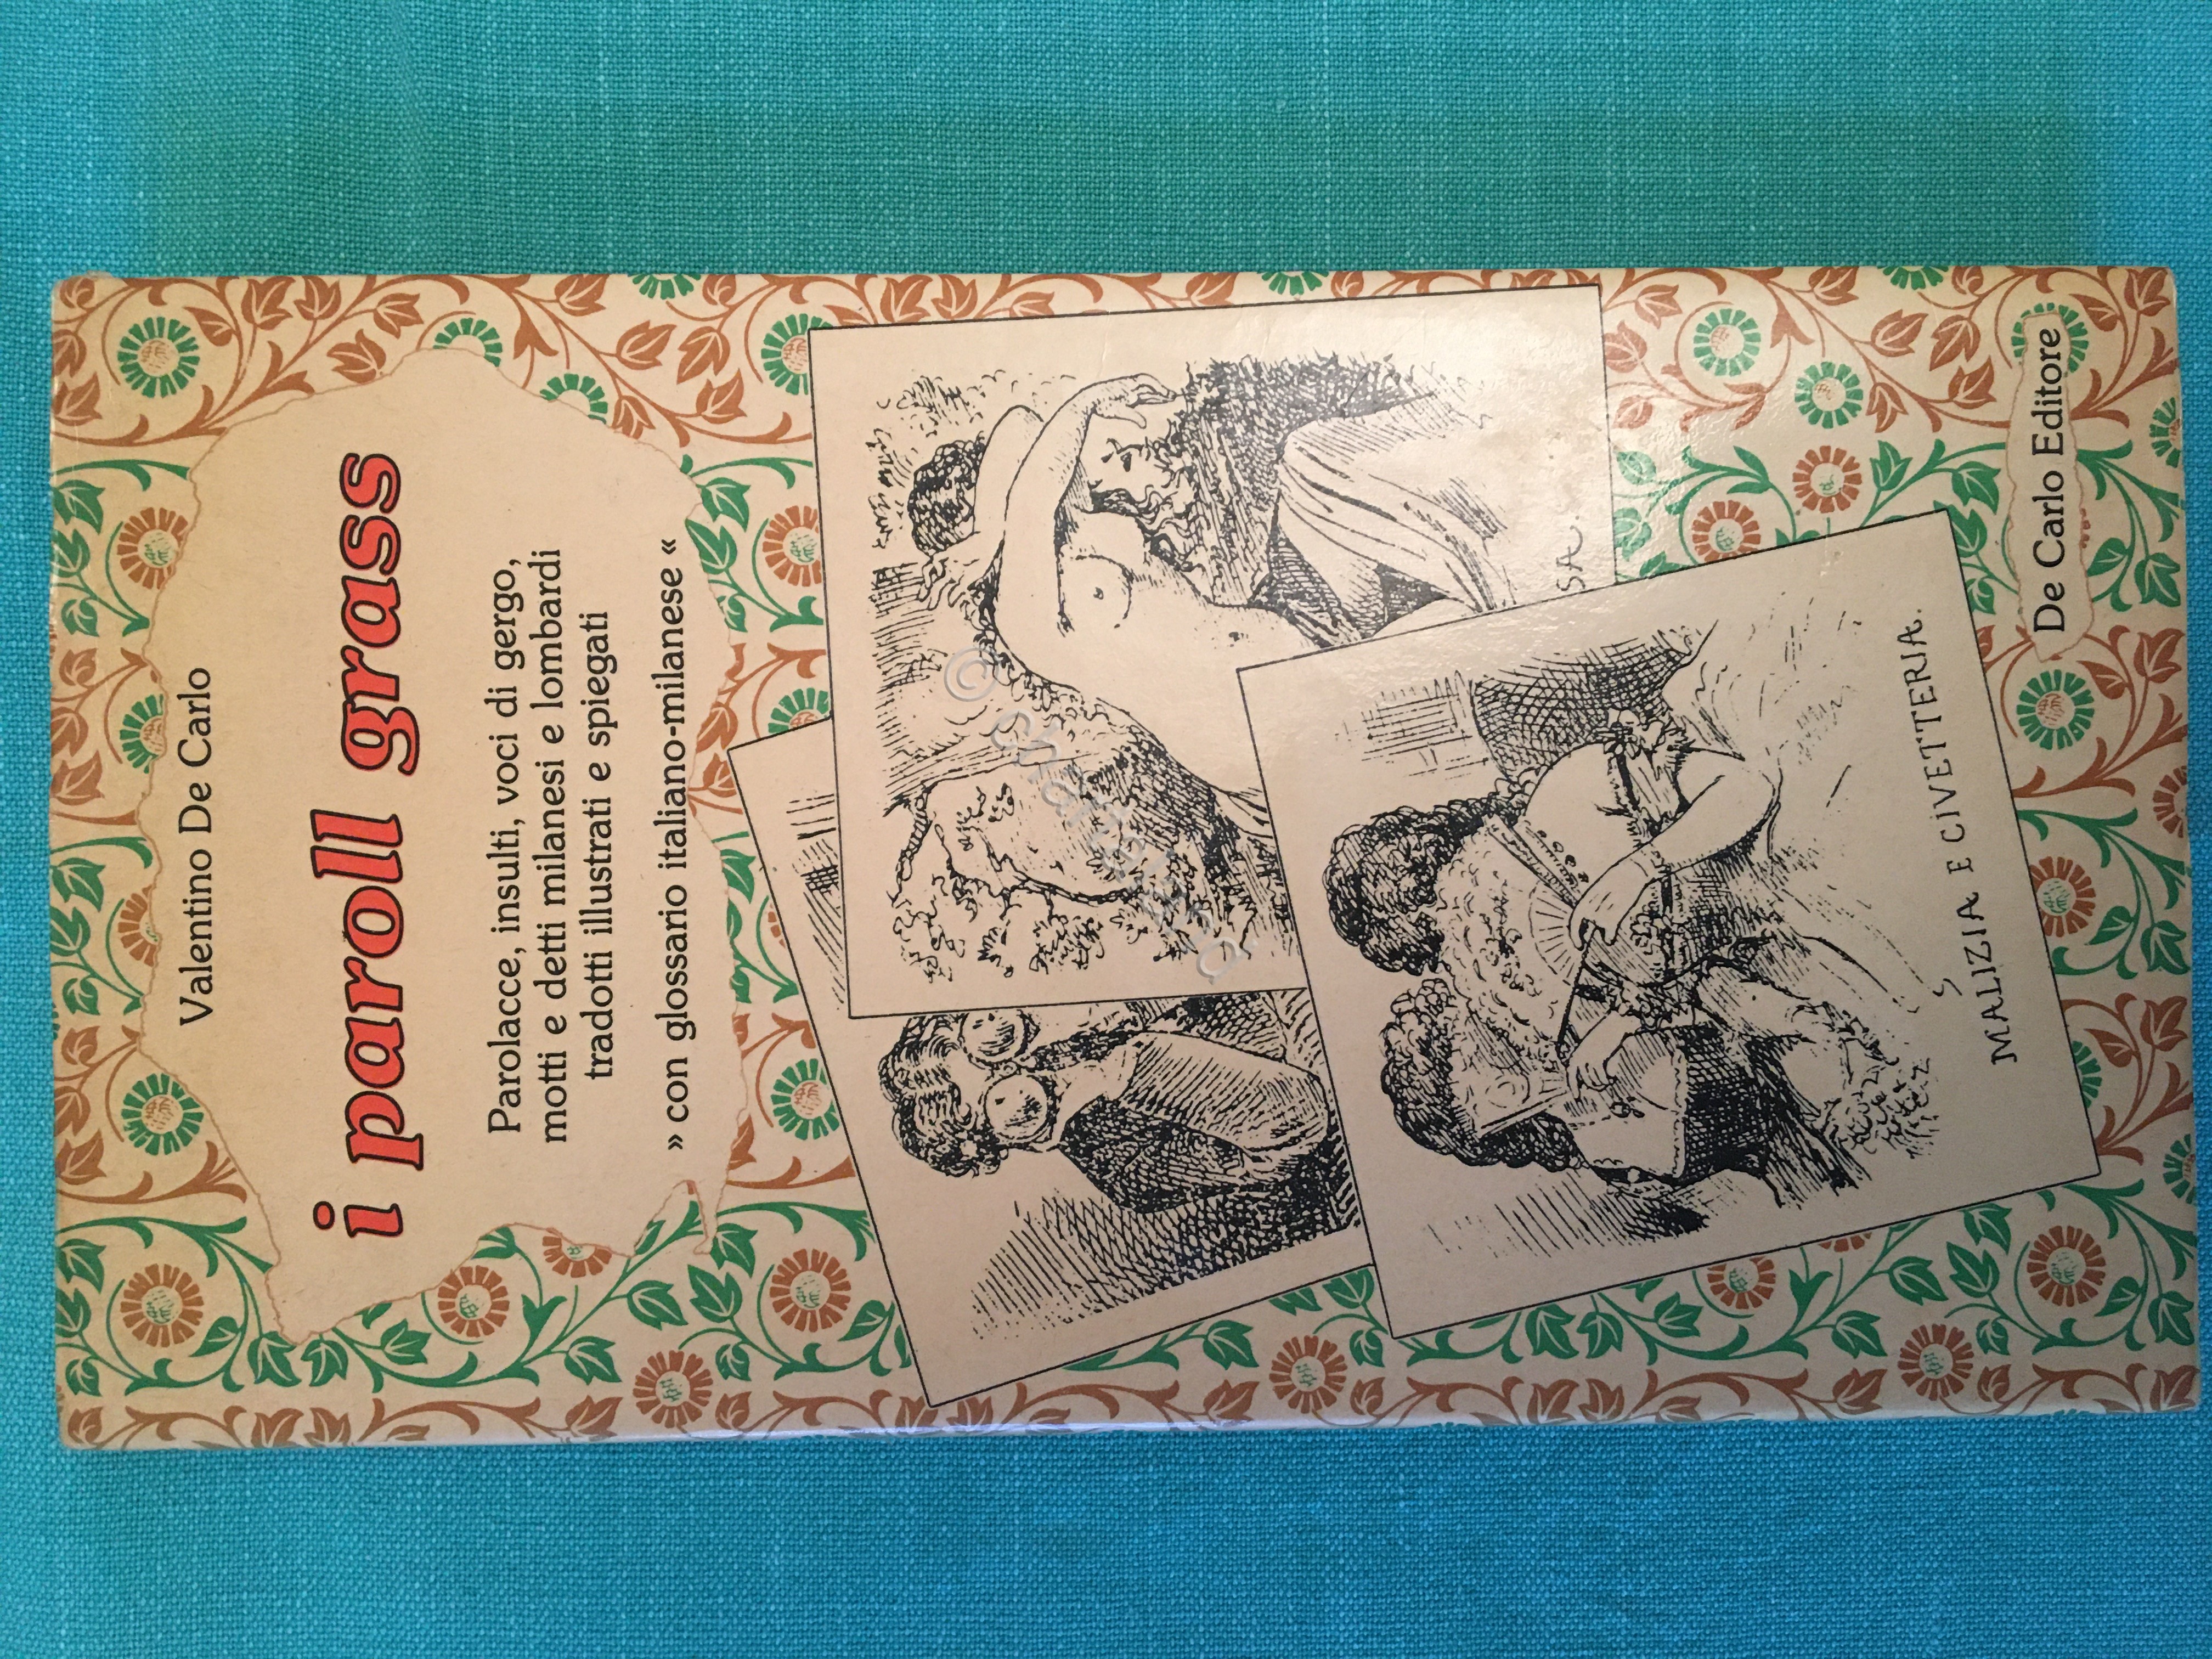 Valentino De Carlo
i paroll grass
Parolacce, insulti, voci di gergo,
motti e detti milanesi e lombardi
tradotti illustrati e spiegati
» con glossario italiano-milanese «
SA.
MALIZIA E CIVETTERIA.
De Carlo Editore